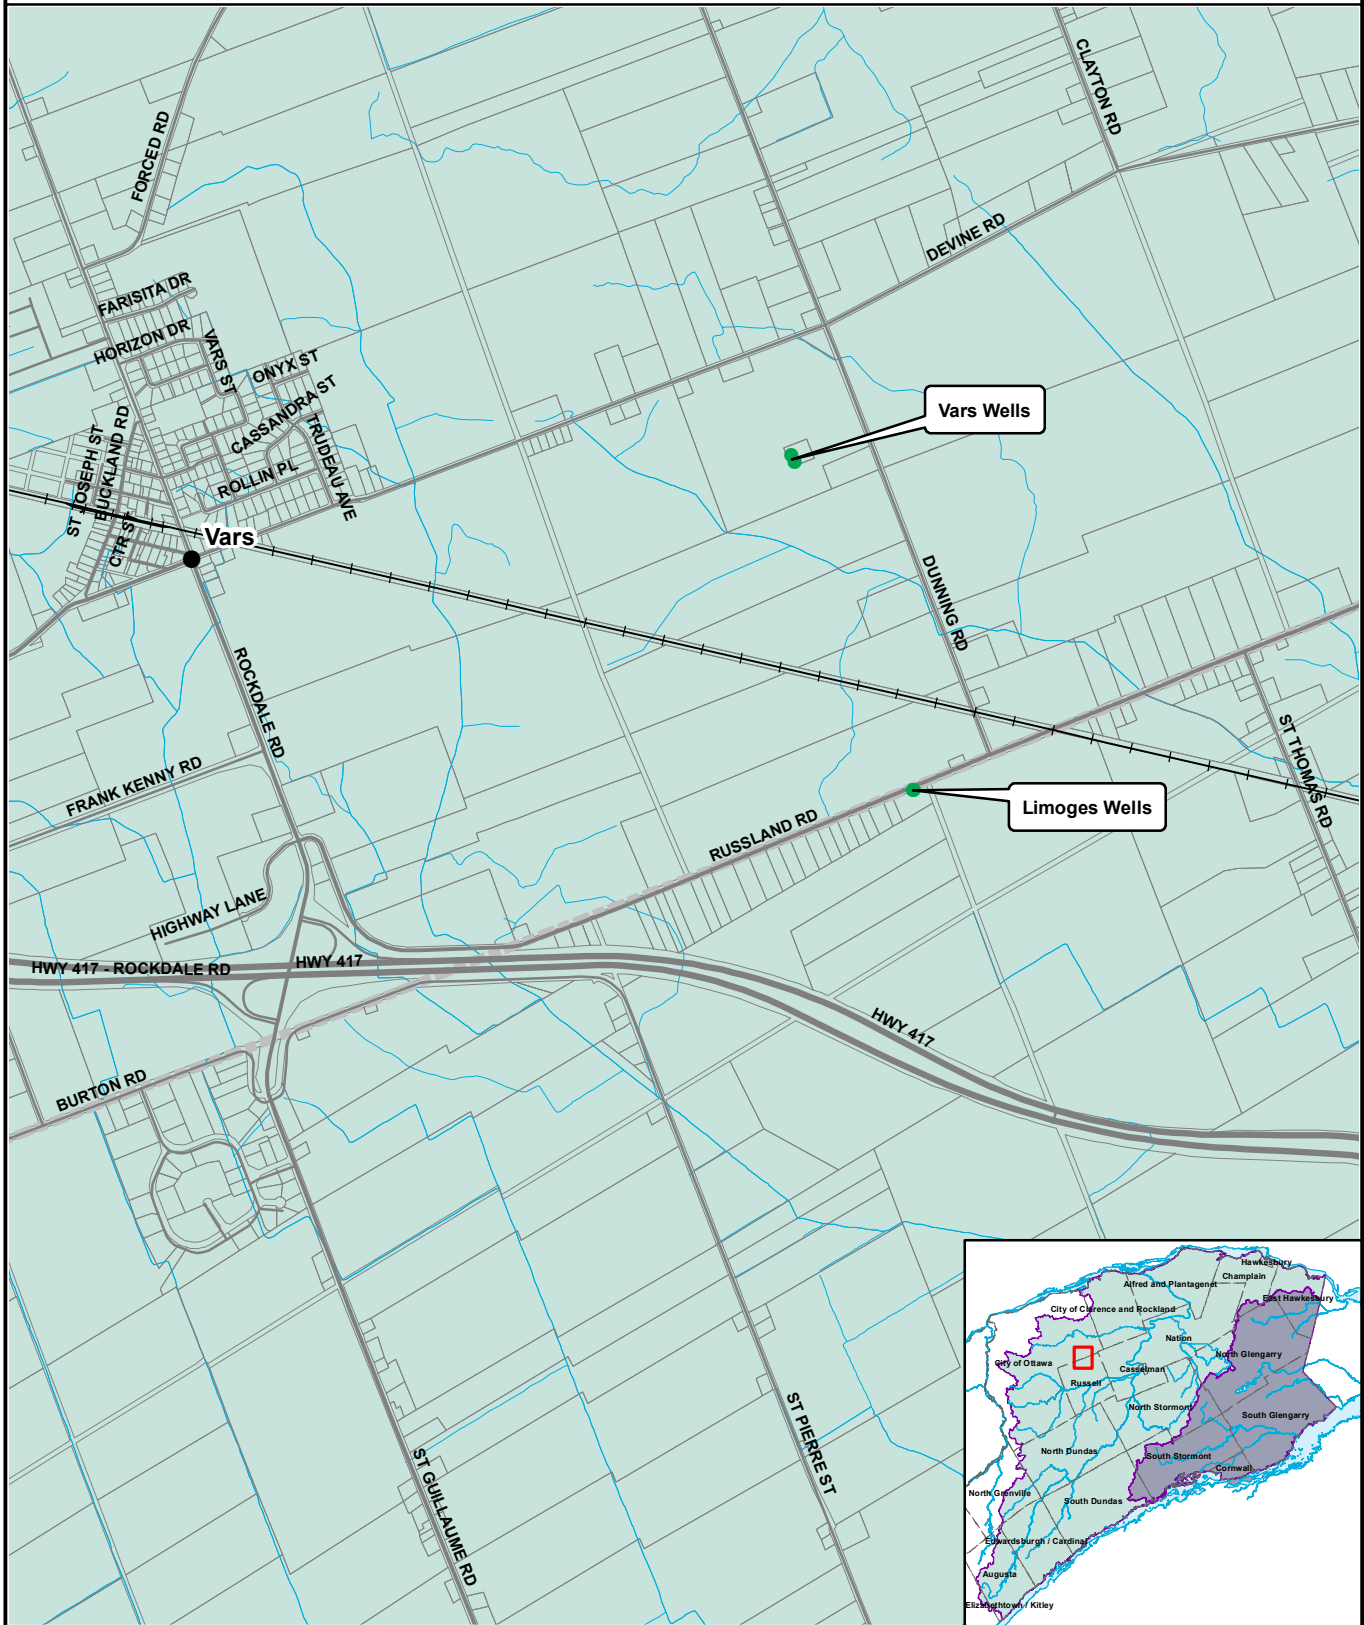 CLAYTON RD
FORCED RD
DEVINE RD
FARISITA DR
HORIZON DR
VARS ST
ONYX ST
CASSANDRA ST
TRUDEAU AVE
ROLLIN PL
ST JOSEPH ST
BUCKLAND RD
CTR ST
Vars Wells
Vars
DUNNING RD
ROCKDALE RD
ST THOMAS RD
FRANK KENNY RD
Limoges Wells
RUSSLAND RD
HIGHWAY LANE
HWY 417 - ROCKDALE RD
HWY 417
HWY 417
BURTON RD
ST PIERRE ST
ST GUILLAUME RD
Hawkesbury
Champlain
Alfred and Plantagenet
East Hawkesbury
City of Clarence and Rockland
Nation
North Glengarry
City of Ottawa
Casselman
Russell
North Stormont
South Glengarry
North Dundas
South Stormont
Cornwall
North Grenville
South Dundas
Edwardsburgh / Cardinal
Augusta
Elizabethtown / Kitley